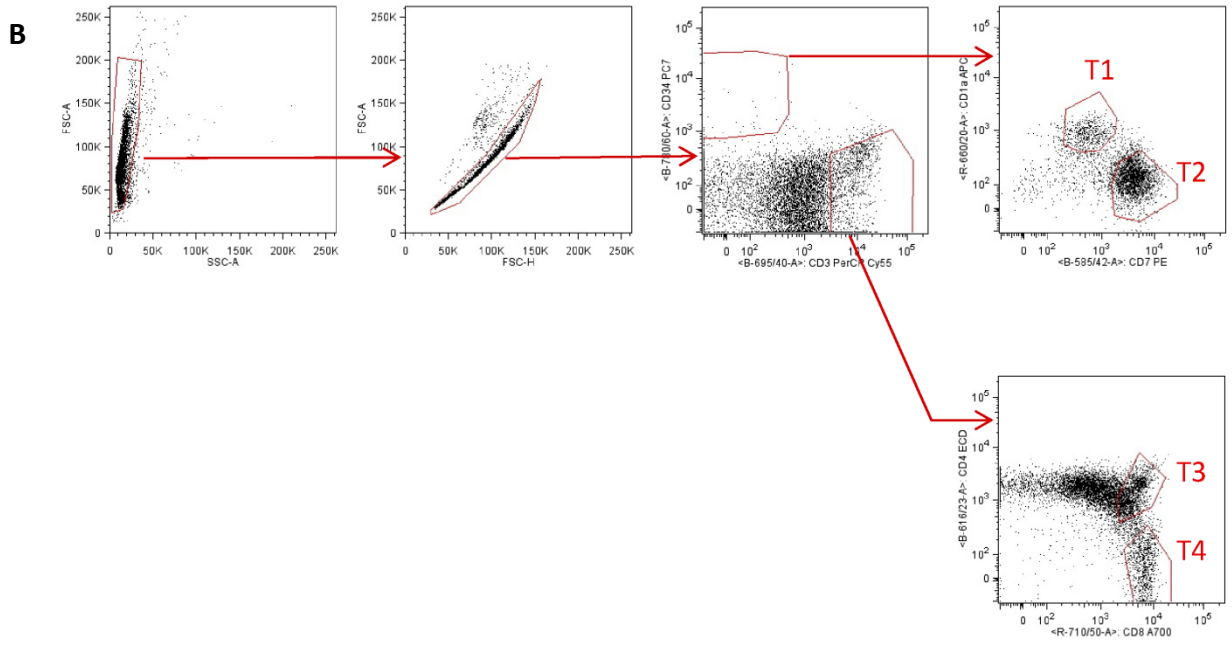 B
250K
200K
150K
100K
50K
0
FSC-A
0 50K 100K 150K 200K 250K
SSC-A
250K
200K
150K
100K
50K
0
FSC-A
0 50K 100K 150K 200K 250K
FSC-H
10^5
10^4
10^3
10^2
0
<B-780/60-A>: CD34 PC7
0 10^2 10^3 10^4 10^5
<B-695/40-A>: CD3 PerCP Cy55
10^5
10^4
10^3
10^2
0
<R-660/20-A>: CD1a APC
T1
T2
0 10^2 10^3 10^4 10^5
<B-585/42-A>: CD7 PE
10^5
10^4
10^3
10^2
0
<B-616/23-A>: CD4 ECD
T3
T4
0 10^2 10^3 10^4 10^5
<R-710/50-A>: CD8 A700